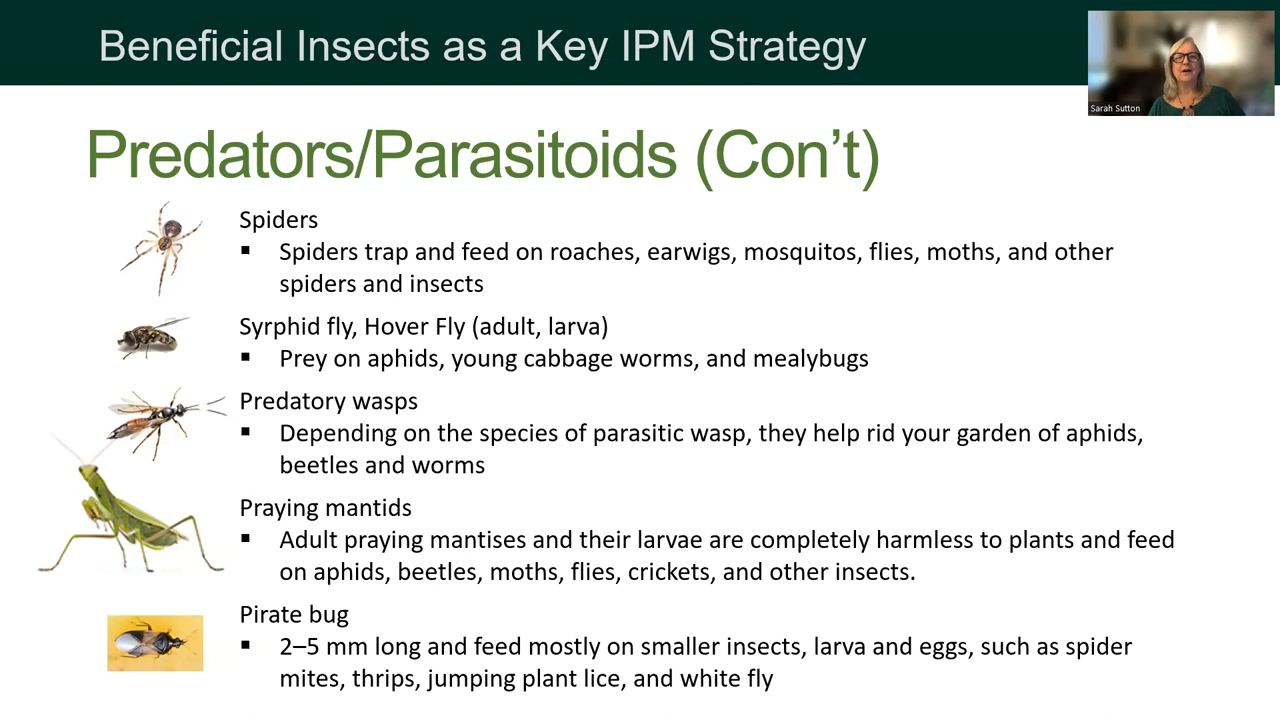 Beneficial Insects as a Key IPM Strategy
Sarah Sutton
Predators/Parasitoids (Con’t)
Spiders
▪ Spiders trap and feed on roaches, earwigs, mosquitos, flies, moths, and other
spiders and insects
Syrphid fly, Hover Fly (adult, larva)
▪ Prey on aphids, young cabbage worms, and mealybugs
Predatory wasps
▪ Depending on the species of parasitic wasp, they help rid your garden of aphids,
beetles and worms
Praying mantids
▪ Adult praying mantises and their larvae are completely harmless to plants and feed
on aphids, beetles, moths, flies, crickets, and other insects.
Pirate bug
▪ 2–5 mm long and feed mostly on smaller insects, larva and eggs, such as spider
mites, thrips, jumping plant lice, and white fly